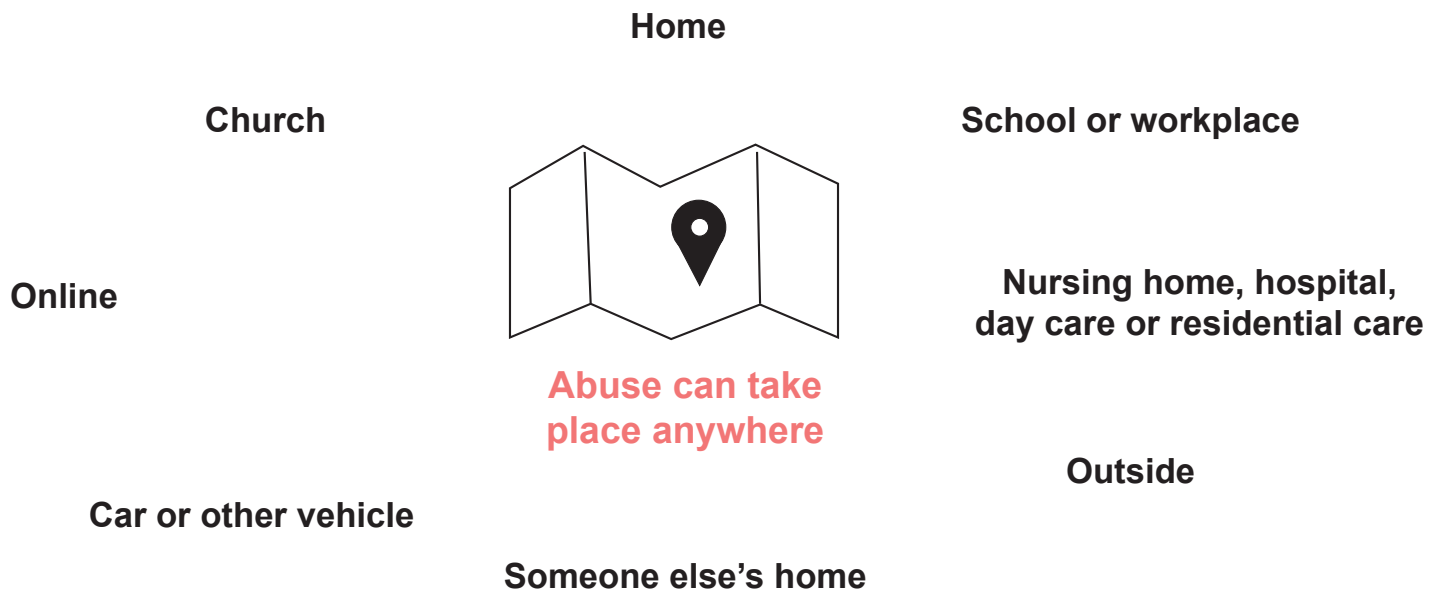 Home
Church
School or workplace
Online
Nursing home, hospital,
day care or residential care
Abuse can take
place anywhere
Outside
Car or other vehicle
Someone else’s home